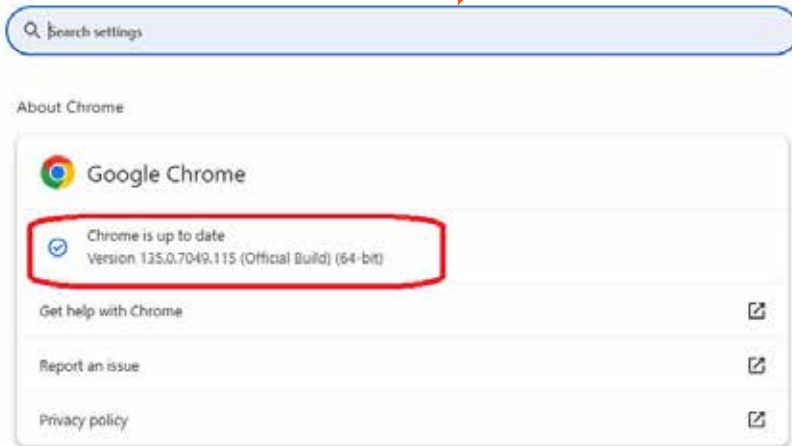 Search settings
About Chrome
Google Chrome
Chrome is up to date
Version 135.0.7049.115 (Official Build) (64-bit)
Get help with Chrome
Report an issue
Privacy policy